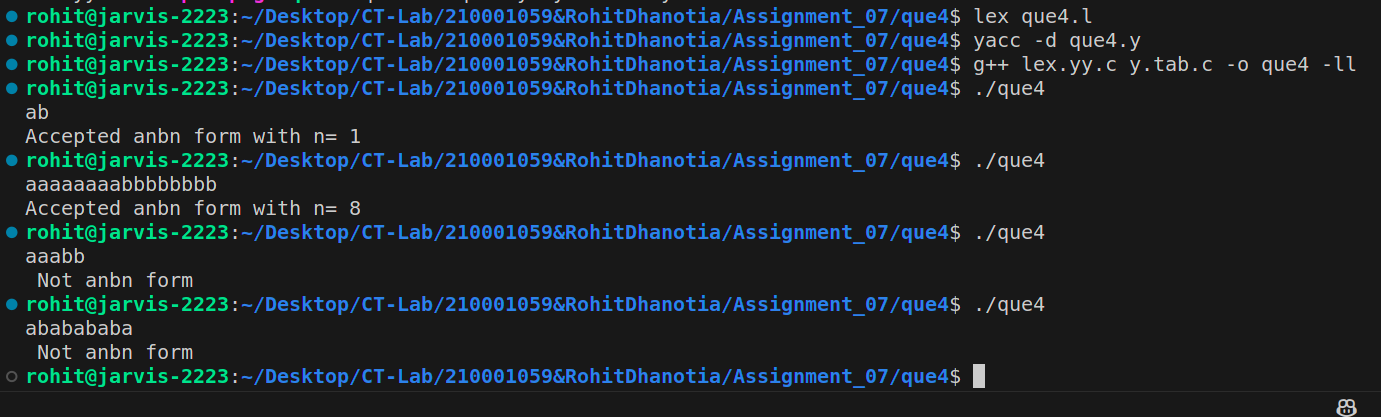 rohit@jarvis-2223:~/Desktop/CT-Lab/210001059&RohitDhanotia/Assignment_07/que4$ lex que4.l
rohit@jarvis-2223:~/Desktop/CT-Lab/210001059&RohitDhanotia/Assignment_07/que4$ yacc -d que4.y
rohit@jarvis-2223:~/Desktop/CT-Lab/210001059&RohitDhanotia/Assignment_07/que4$ g++ lex.yy.c y.tab.c -o que4 -ll
rohit@jarvis-2223:~/Desktop/CT-Lab/210001059&RohitDhanotia/Assignment_07/que4$ ./que4
ab
Accepted anbn form with n= 1
rohit@jarvis-2223:~/Desktop/CT-Lab/210001059&RohitDhanotia/Assignment_07/que4$ ./que4
aaaaaaaabbbbbbbb
Accepted anbn form with n= 8
rohit@jarvis-2223:~/Desktop/CT-Lab/210001059&RohitDhanotia/Assignment_07/que4$ ./que4
aaabb
 Not anbn form
rohit@jarvis-2223:~/Desktop/CT-Lab/210001059&RohitDhanotia/Assignment_07/que4$ ./que4
ababababa
 Not anbn form
rohit@jarvis-2223:~/Desktop/CT-Lab/210001059&RohitDhanotia/Assignment_07/que4$